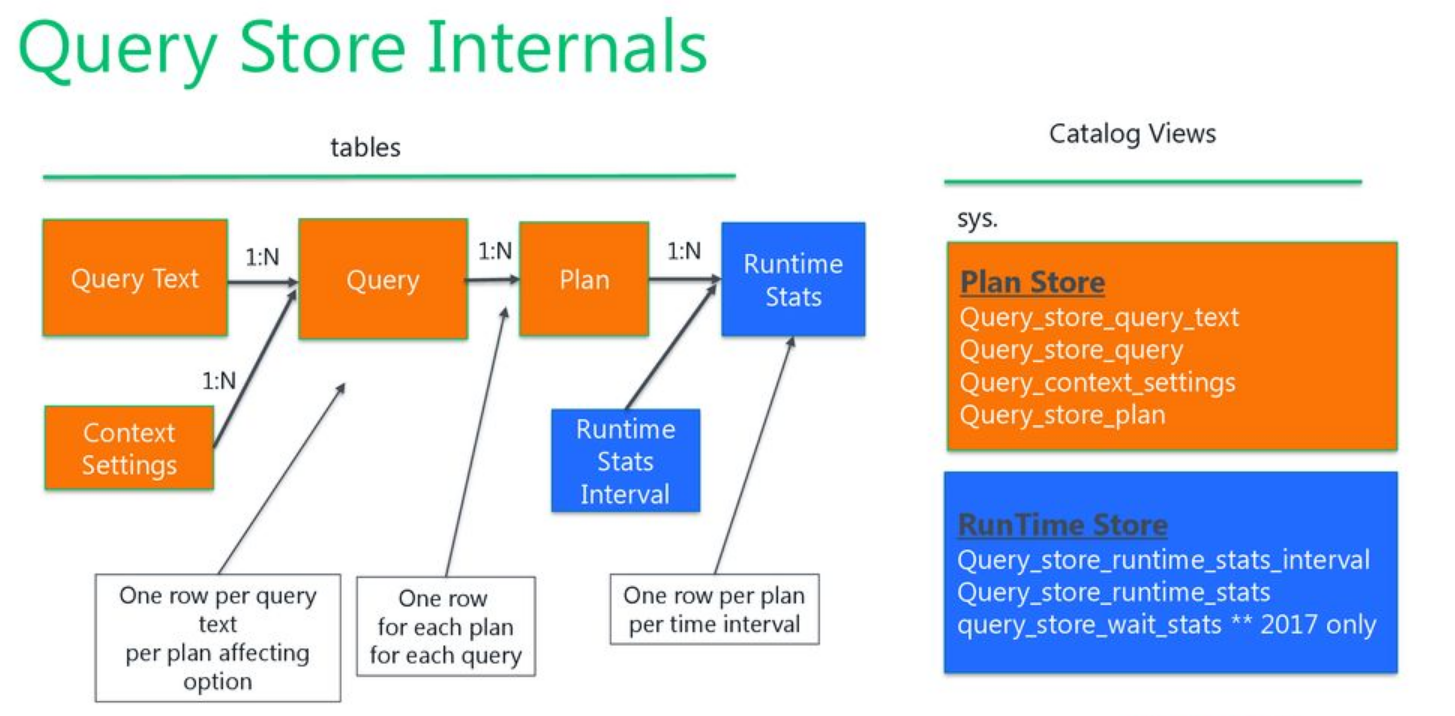 Query Store Internals
tables
Catalog Views
sys.
Query Text
1:N
Query
1:N
Plan
1:N
Runtime
Stats
1:N
Context
Settings
Runtime
Stats
Interval
One row per query
text
per plan affecting
option
One row
for each plan
for each query
One row per plan
per time interval
Plan Store
Query_store_query_text
Query_store_query
Query_context_settings
Query_store_plan
RunTime Store
Query_store_runtime_stats_interval
Query_store_runtime_stats
query_store_wait_stats ** 2017 only